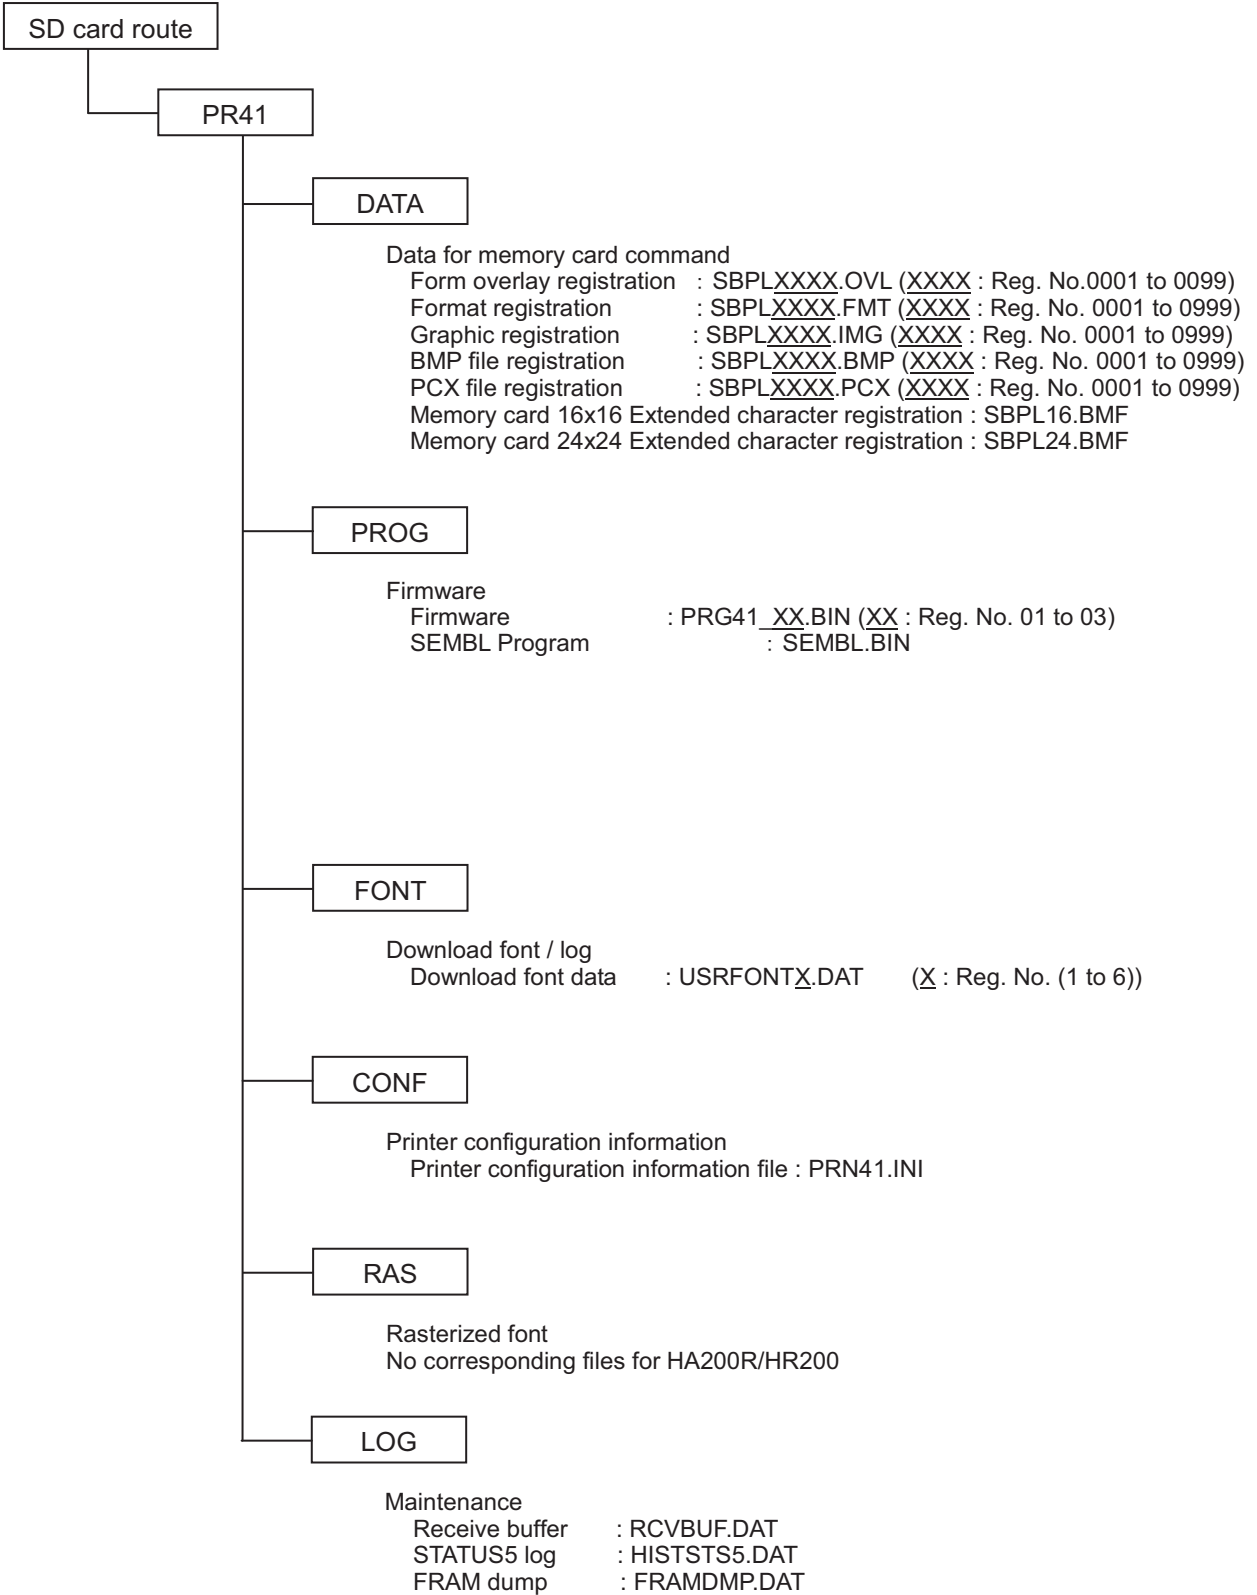 SD card route
PR41
DATA
Data for memory card command
Form overlay registration : SBPLXXXX.OVL (XXXX : Reg. No.0001 to 0099)
Format registration : SBPLXXXX.FMT (XXXX : Reg. No. 0001 to 0999)
Graphic registration : SBPLXXXX.IMG (XXXX : Reg. No. 0001 to 0999)
BMP file registration : SBPLXXXX.BMP (XXXX : Reg. No. 0001 to 0999)
PCX file registration : SBPLXXXX.PCX (XXXX : Reg. No. 0001 to 0999)
Memory card 16x16 Extended character registration : SBPL16.BMF
Memory card 24x24 Extended character registration : SBPL24.BMF
PROG
Firmware
Firmware : PRG41_XX.BIN (XX : Reg. No. 01 to 03)
SEMBL Program : SEMBL.BIN
FONT
Download font / log
Download font data : USRFONTX.DAT (X : Reg. No. (1 to 6))
CONF
Printer configuration information
Printer configuration information file : PRN41.INI
RAS
Rasterized font
No corresponding files for HA200R/HR200
LOG
Maintenance
Receive buffer : RCVBUF.DAT
STATUS5 log : HISTSTS5.DAT
FRAM dump : FRAMDMP.DAT